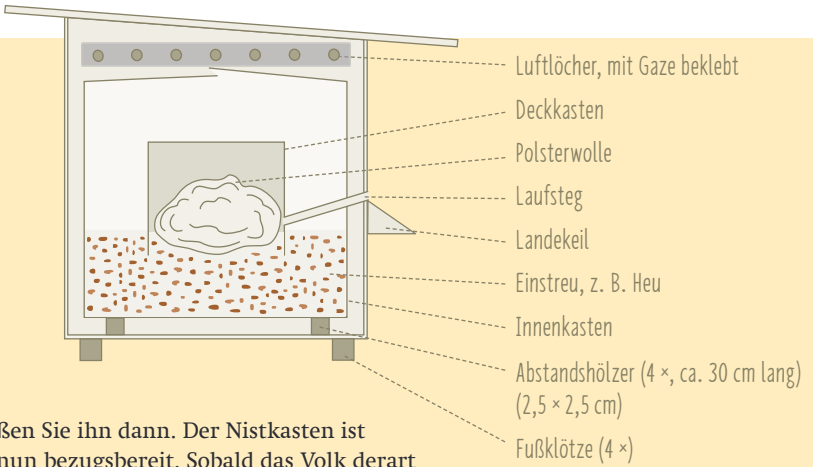 Luftlöcher, mit Gaze beklebt
Deckkasten
Polsterwolle
Laufsteg
Landekeil
Einstreu, z. B. Heu
Innenkasten
Abstandshölzer (4 ×, ca. 30 cm lang)
(2,5 × 2,5 cm)
Fußklötze (4 ×)
ßen Sie ihn dann. Der Nistkasten ist
nun bezugsbereit. Sobald das Volk derart